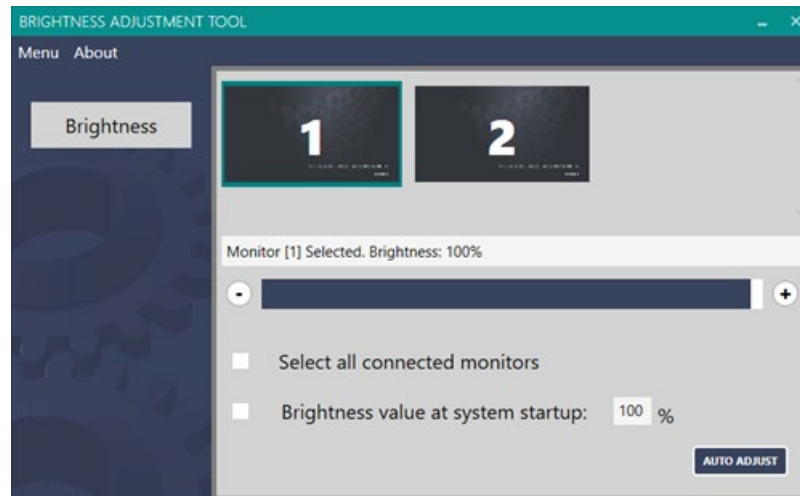 BRIGHTNESS ADJUSTMENT TOOL
Menu About
Brightness
1
2
Monitor [1] Selected. Brightness: 100%
- +
Select all connected monitors
Brightness value at system startup: 100 %
AUTO ADJUST